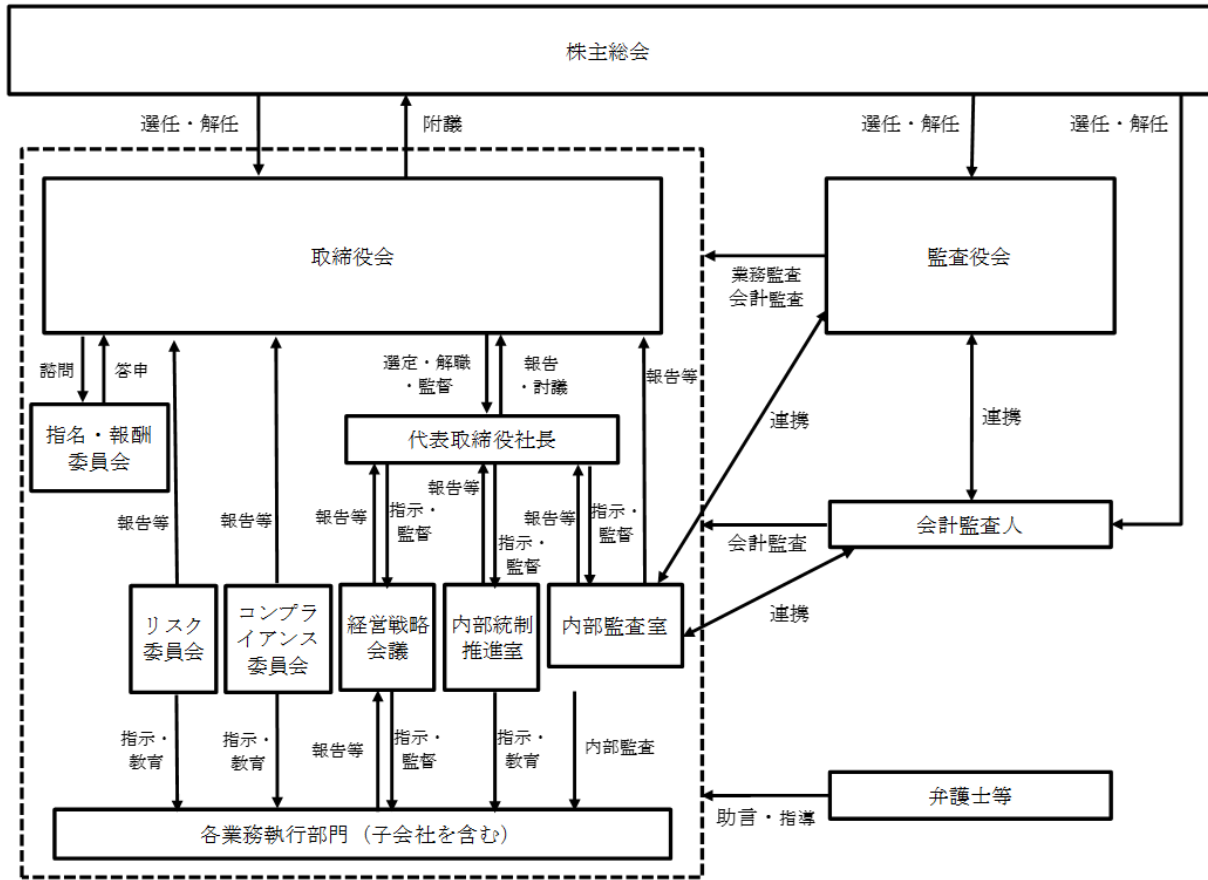 株主総会
選任・解任
附議
選任・解任
選任・解任
取締役会
監査役会
業務監査
会計監査
諮問
答申
選定・解職
・監督
報告
・討議
報告等
連携
連携
指名・報酬
委員会
代表取締役社長
報告等
報告等
報告等
指示・
監督
報告等
指示・
監督
報告等
指示・
監督
会計監査
会計監査人
連携
リスク
委員会
コンプラ
イアンス
委員会
経営戦略
会議
内部統制
推進室
内部監査室
指示・
教育
指示・
教育
報告等
指示・
監督
指示・
教育
内部監査
弁護士等
助言・指導
各業務執行部門（子会社を含む）